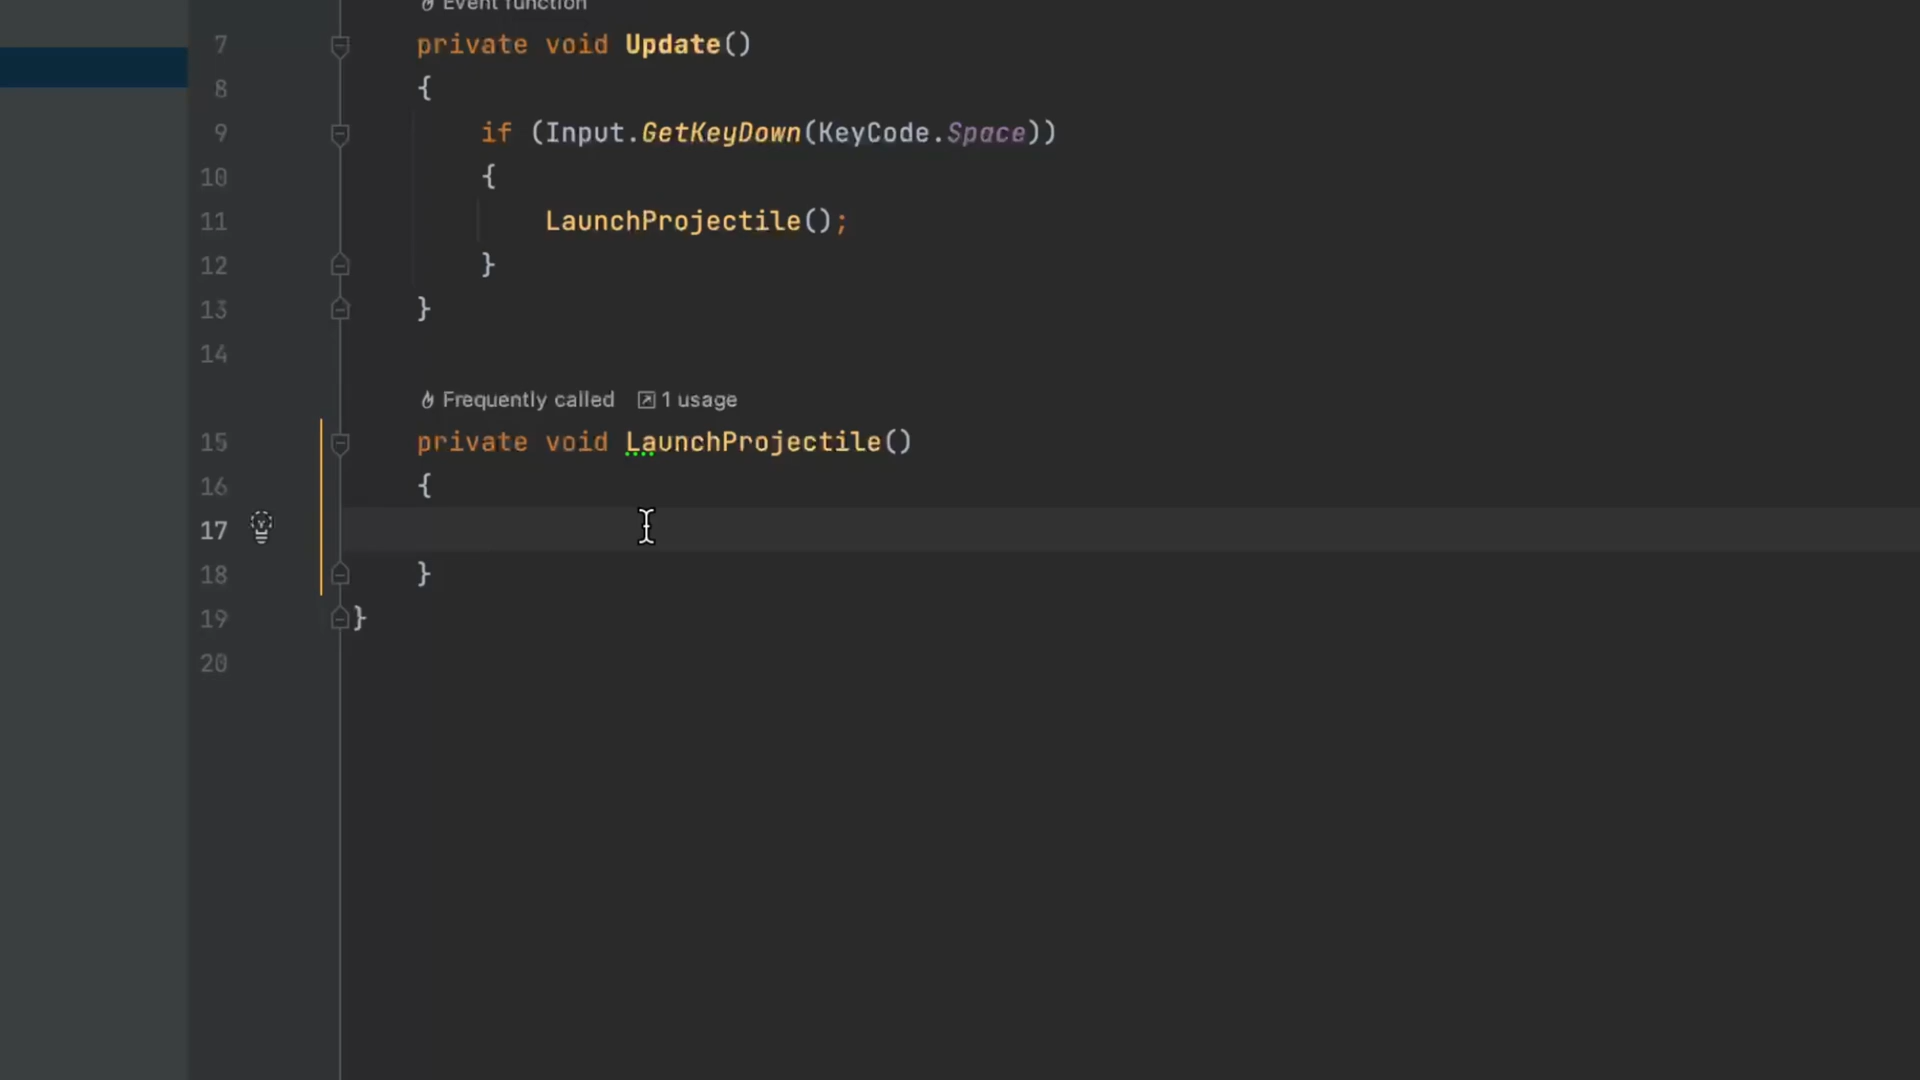 Event function
7 private void Update()
8 {
9 if (Input.GetKeyDown(KeyCode.Space))
10 {
11 LaunchProjectile();
12 }
13 }
14
Frequently called 1 usage
15 private void LaunchProjectile()
16 {
17
18 }
19 }
20